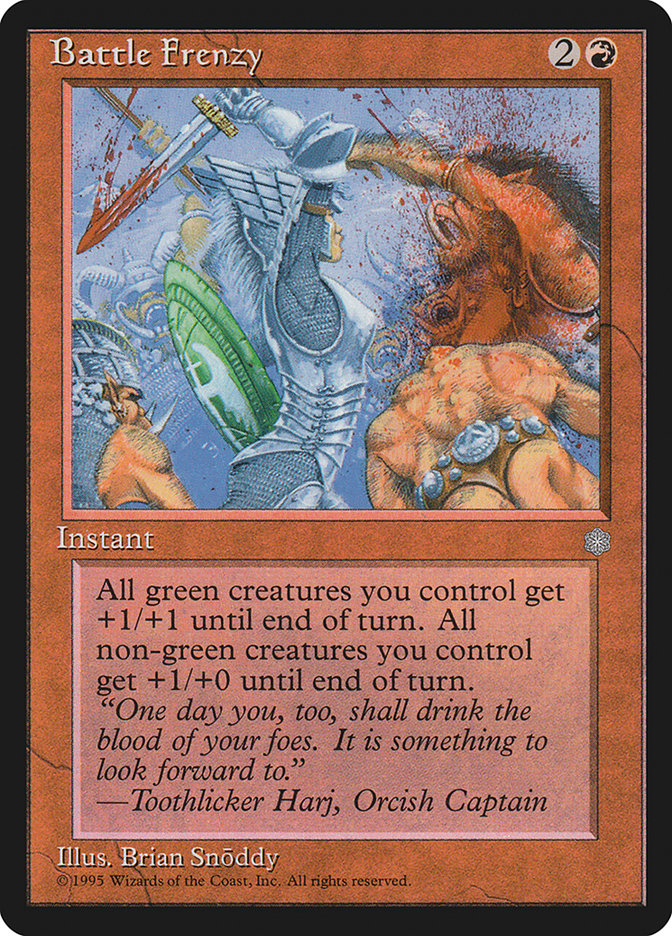 Battle Frenzy
2
Instant
All green creatures you control get
+1/+1 until end of turn. All
non-green creatures you control
get +1/+0 until end of turn.
“One day you, too, shall drink the
blood of your foes. It is something to
look forward to.”
—Toothlicker Harj, Orcish Captain
Illus. Brian Snōddy
©1995 Wizards of the Coast, Inc. All rights reserved.